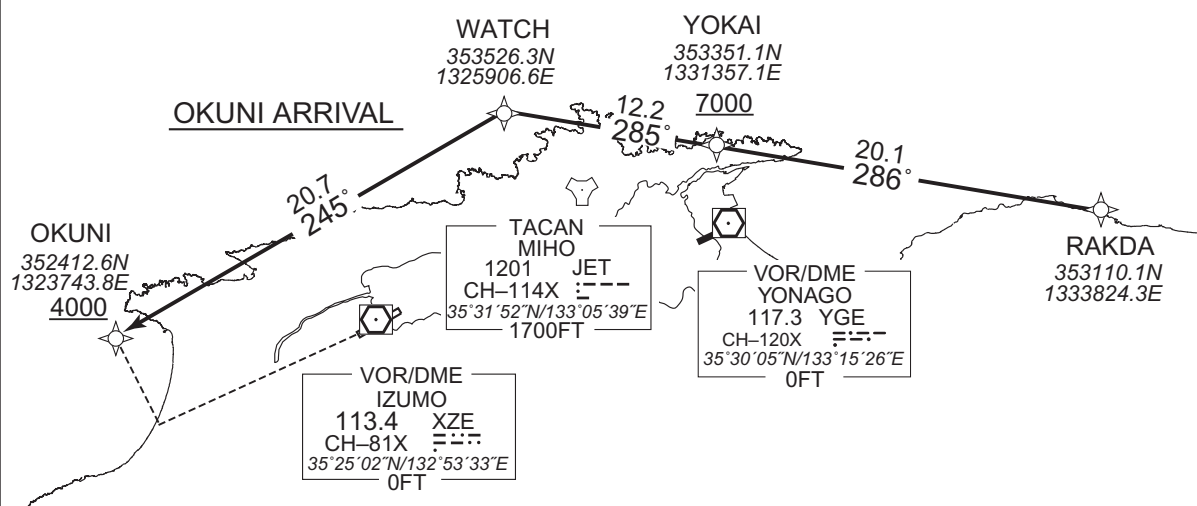 WATCH
353526.3N
1325906.6E
YOKAI
353351.1N
1331357.1E
7000
OKUNI ARRIVAL
12.2
285°
20.1
286°
20.7
245°
OKUNI
352412.6N
1323743.8E
4000
RAKDA
353110.1N
1333824.3E
TACAN
MIHO
1201 JET
CH–114X
35°31´52˝N/133°05´39˝E
1700FT
VOR/DME
YONAGO
117.3 YGE
CH–120X
35°30´05˝N/133°15´26˝E
0FT
VOR/DME
IZUMO
113.4 XZE
CH–81X
35°25´02˝N/132°53´33˝E
0FT